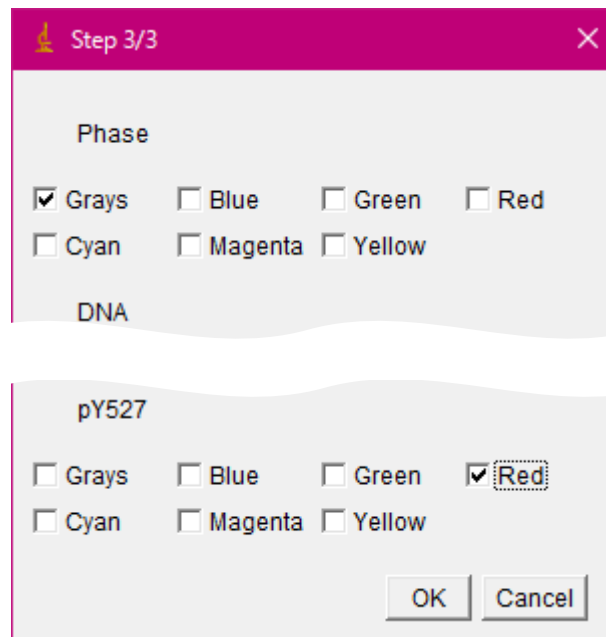 Step 3/3
Phase
Grays Blue Green Red
Cyan Magenta Yellow
DNA
pY527
Grays Blue Green Red
Cyan Magenta Yellow
OK Cancel